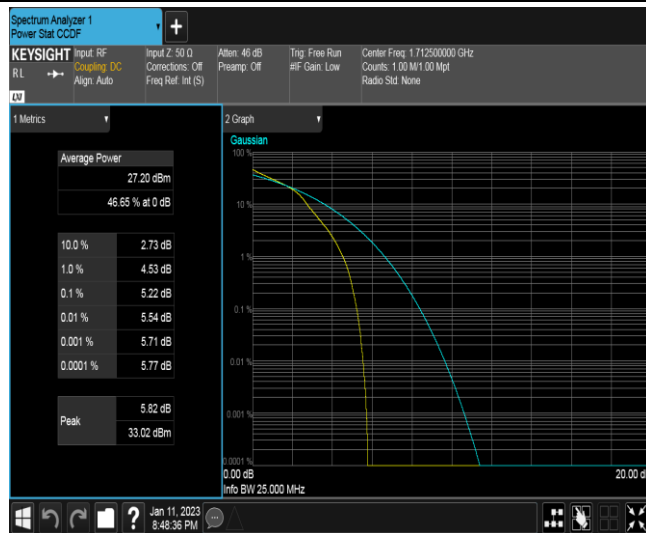 Spectrum Analyzer 1
Power Stat CCDF
+
KEYSIGHT
RL
LXI
Input: RF
Coupling: DC
Align: Auto
Input Z: 50 Ω
Corrections: Off
Freq Ref: Int (S)
Atten: 46 dB
Preamp: Off
Trig: Free Run
#IF Gain: Low
Center Freq: 1.712500000 GHz
Counts: 1.00 M/1.00 Mpt
Radio Std: None
1 Metrics
Average Power
27.20 dBm
46.65 % at 0 dB
10.0 % 2.73 dB
1.0 % 4.53 dB
0.1 % 5.22 dB
0.01 % 5.54 dB
0.001 % 5.71 dB
0.0001 % 5.77 dB
Peak
5.82 dB
33.02 dBm
2 Graph
Gaussian
100 %
10 %
1 %
0.1 %
0.01 %
0.001 %
0.0001 %
0.00 dB
20.00 d
Info BW 25.000 MHz
?
Jan 11, 2023
8:48:36 PM